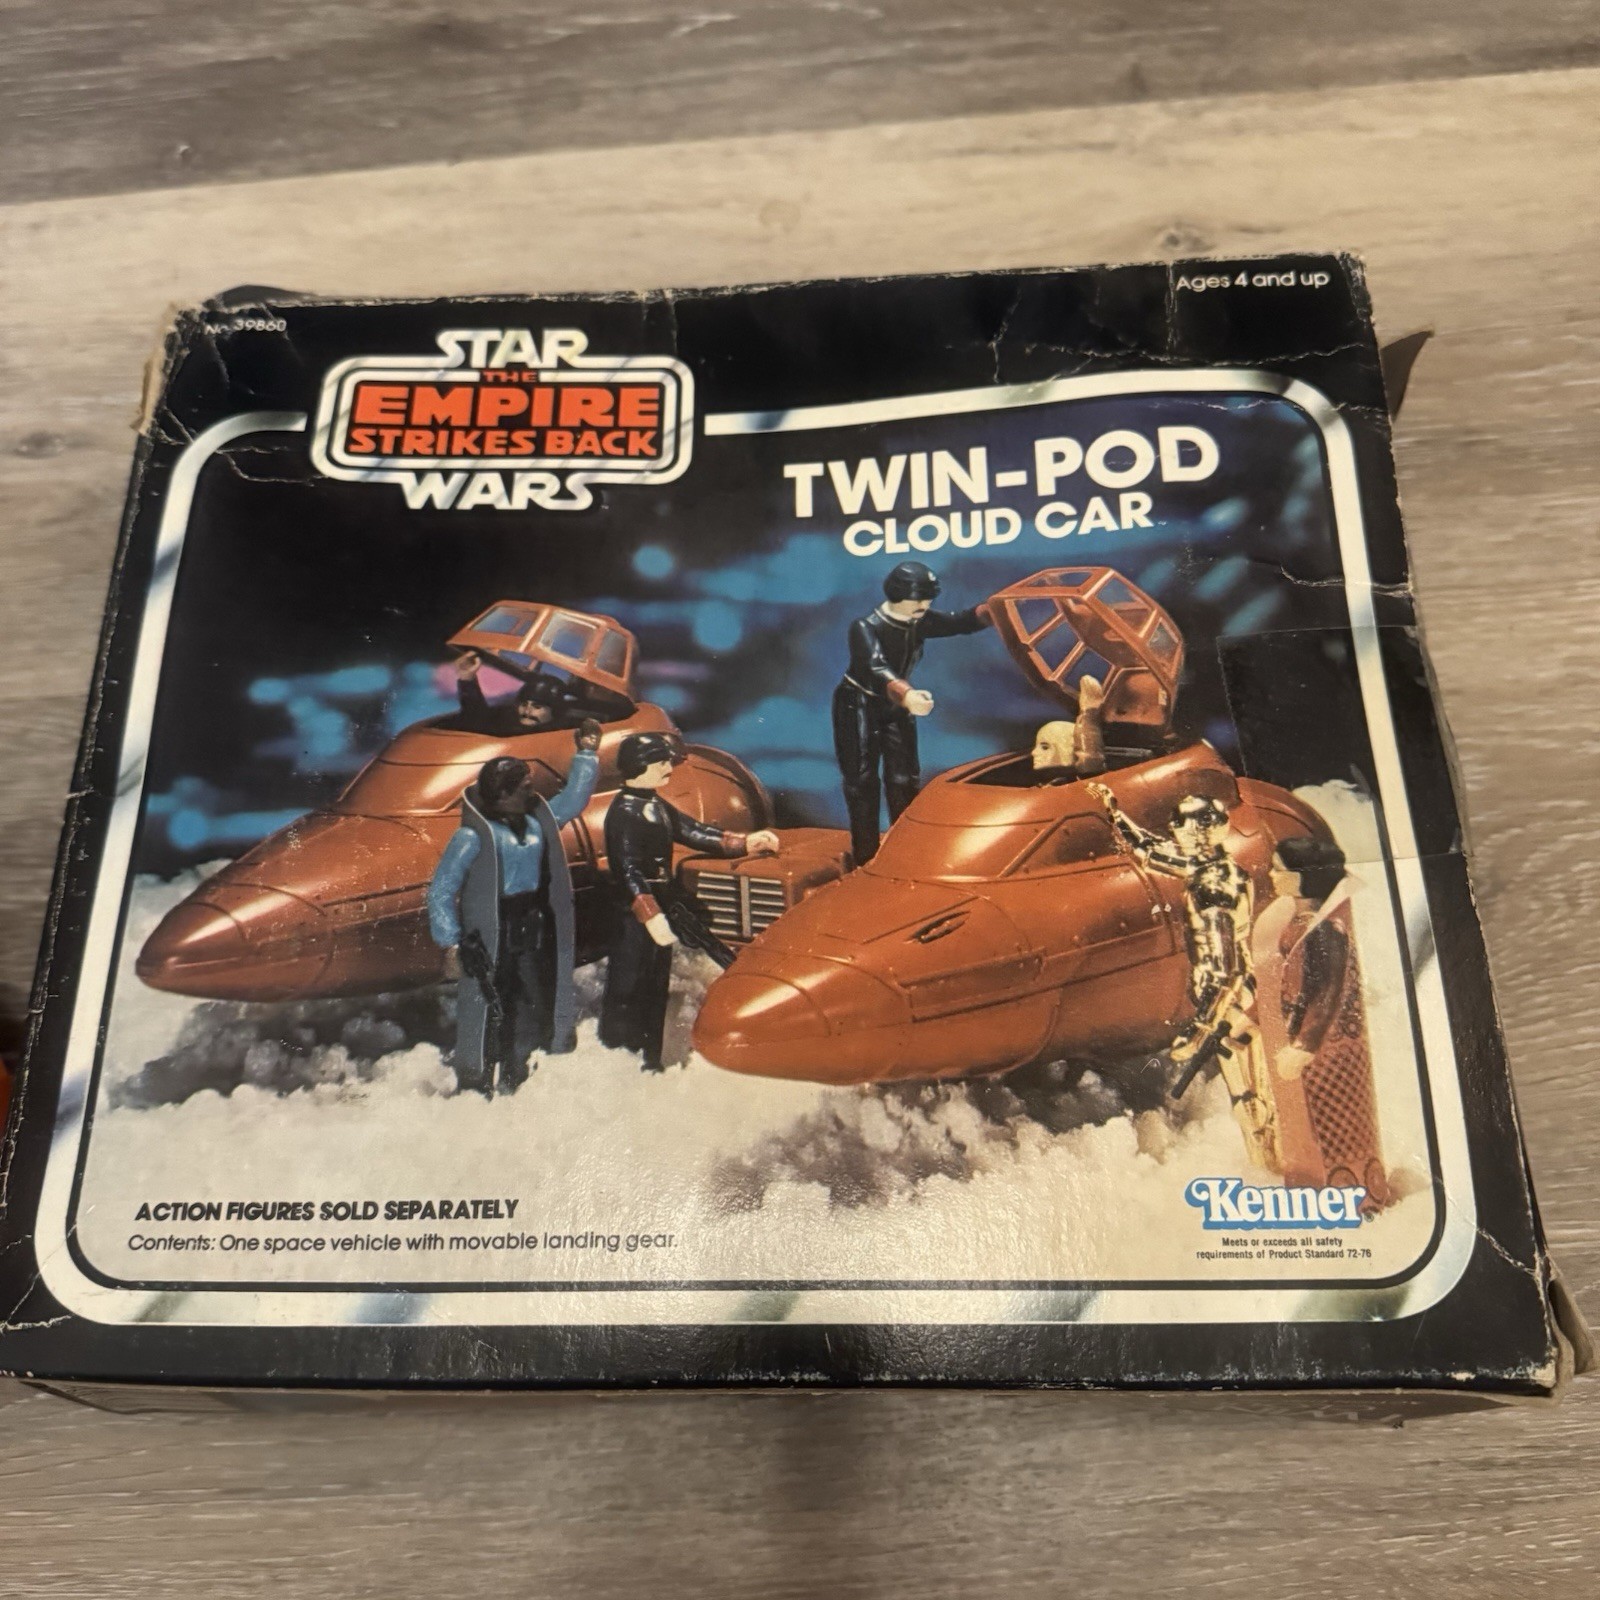 No. 39860
Ages 4 and up
STAR
THE
EMPIRE
STRIKES BACK
WARS
TWIN-POD
CLOUD CAR
ACTION FIGURES SOLD SEPARATELY
Contents: One space vehicle with movable landing gear.
Kenner®
Meets or exceeds all safety
requirements of Product Standard 72-76